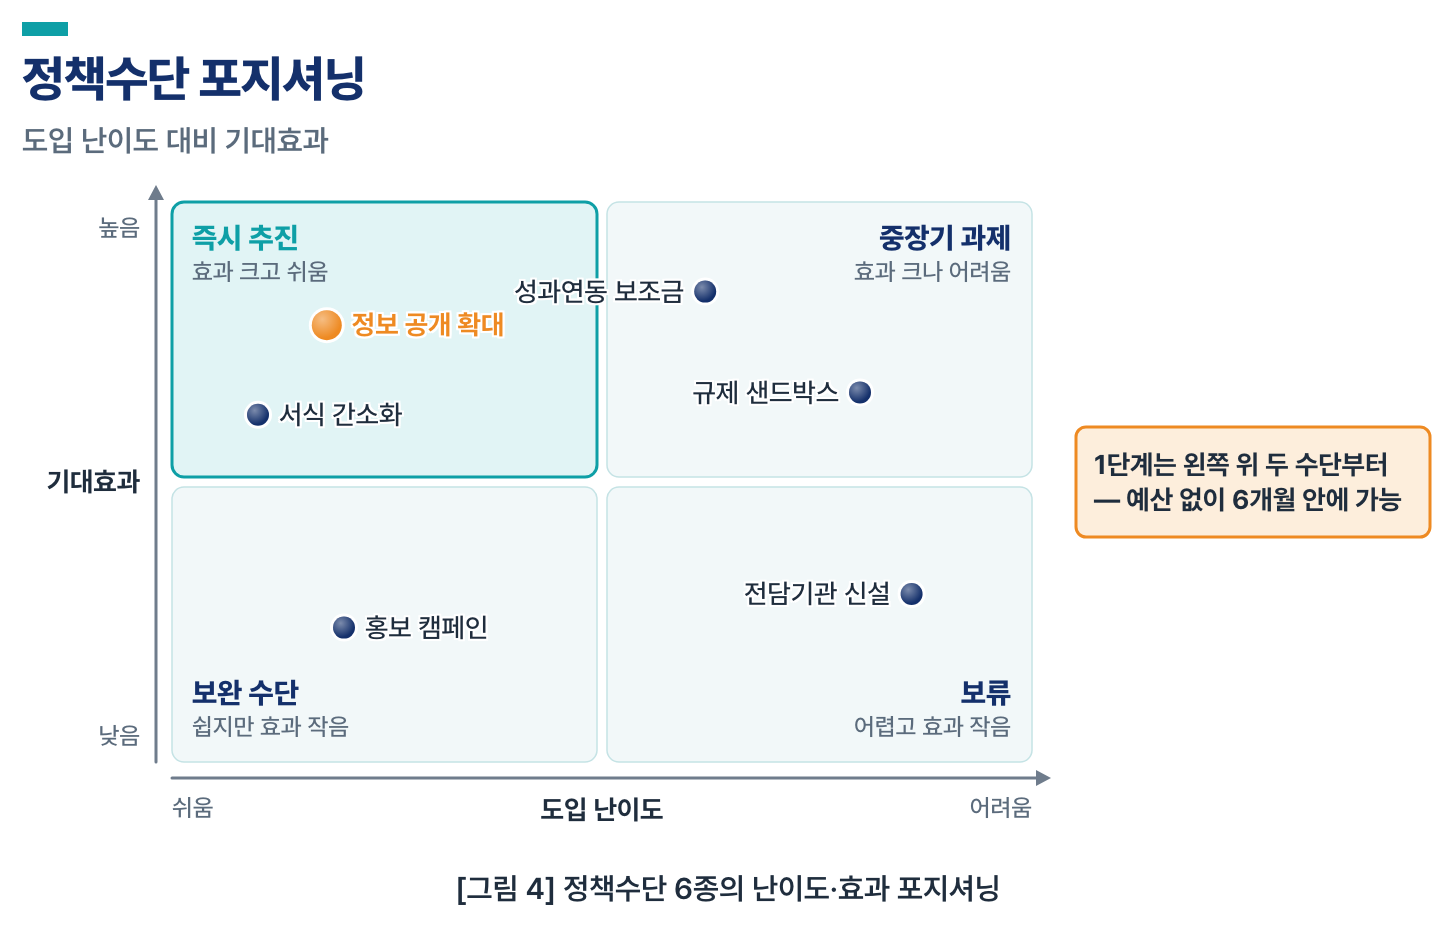 정책수단 포지셔닝
도입 난이도 대비 기대효과
높음
즉시 추진
효과 크고 쉬움
중장기 과제
효과 크나 어려움
성과연동 보조금
정보 공개 확대
규제 샌드박스
서식 간소화
기대효과
1단계는 왼쪽 위 두 수단부터
— 예산 없이 6개월 안에 가능
전담기관 신설
홍보 캠페인
보완 수단
쉽지만 효과 작음
보류
어렵고 효과 작음
낮음
쉬움
도입 난이도
어려움
[그림 4] 정책수단 6종의 난이도·효과 포지셔닝